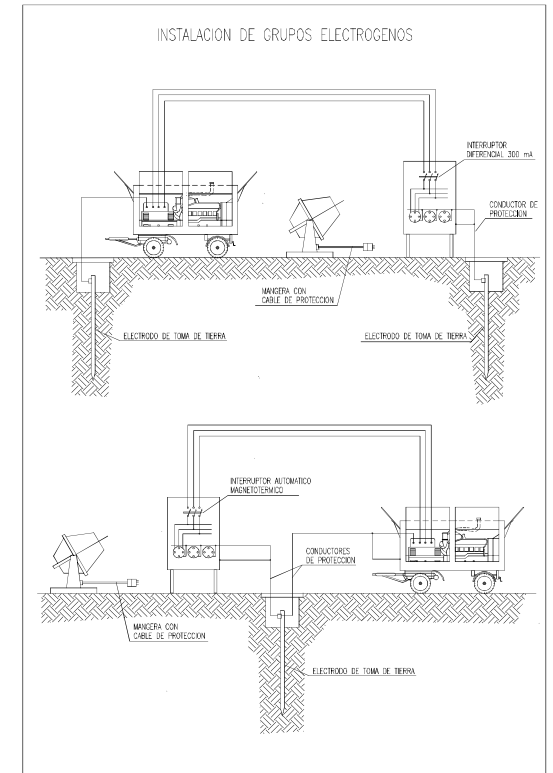 INSTALACION DE GRUPOS ELECTROGENOS
INTERRUPTOR
DIFERENCIAL 300 mA.
CONDUCTOR DE
PROTECCION
MANGERA CON
CABLE DE PROTECCION
ELECTRODO DE TOMA DE TIERRA
ELECTRODO DE TOMA DE TIERRA
INTERRUPTOR AUTOMATICO
MAGNETOTERMICO
CONDUCTORES
DE PROTECCION
MANGERA CON
CABLE DE PROTECCION
ELECTRODO DE TOMA DE TIERRA